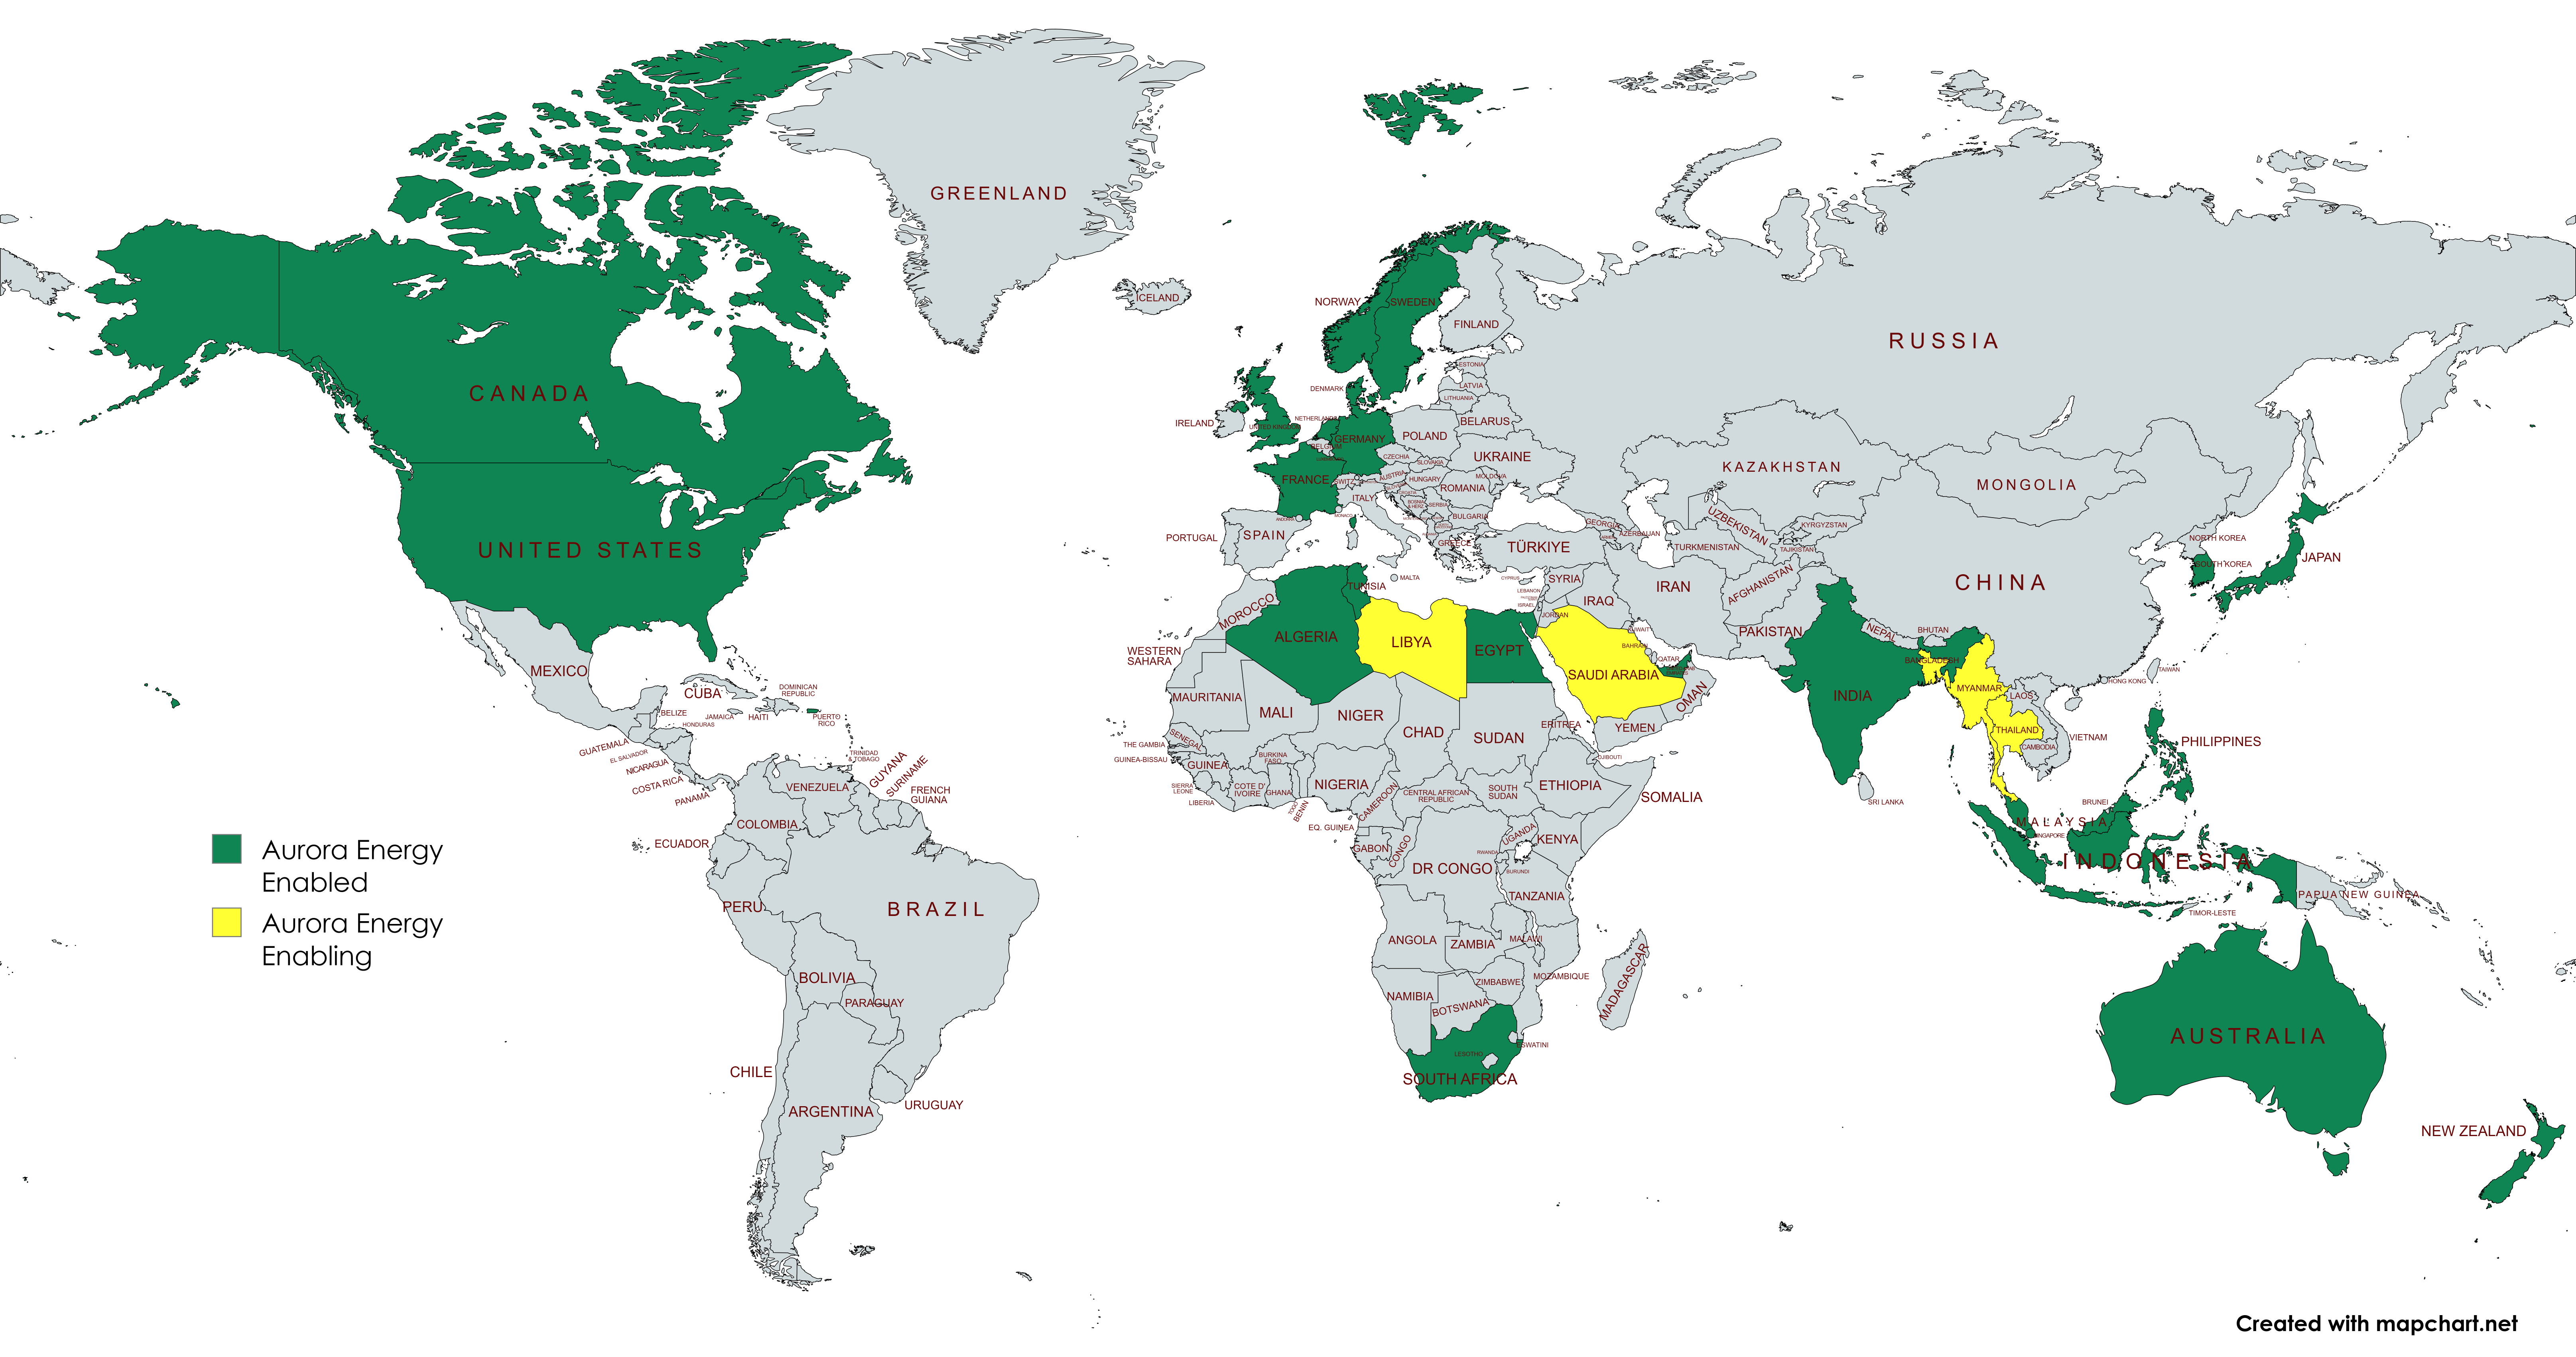 GREENLAND
ICELAND
NORWAY
SWEDEN
FINLAND
RUSSIA
CANADA
ESTONIA
LATVIA
LITHUANIA
DENMARK
IRELAND
UNITED KINGDOM
NETHERLANDS
BELGIUM
GERMANY
POLAND
BELARUS
UKRAINE
CZECHIA
SLOVAKIA
KAZAKHSTAN
MONGOLIA
FRANCE
SWITZ.
AUSTRIA
HUNGARY
MOLDOVA
ROMANIA
ITALY
BOSNIA
& HERZ.
SERBIA
BULGARIA
MONACO
ANDORRA
GEORGIA
AZERBAIJAN
UZBEKISTAN
KYRGYZSTAN
UNITED STATES
PORTUGAL
SPAIN
GREECE
TÜRKIYE
TURKMENISTAN
TAJIKISTAN
NORTH KOREA
SOUTH KOREA
JAPAN
MALTA
CYPRUS
SYRIA
LEBANON
ISRAEL
IRAQ
IRAN
AFGHANISTAN
CHINA
TUNISIA
MOROCCO
ALGERIA
LIBYA
EGYPT
JORDAN
KUWAIT
BAHRAIN
QATAR
PAKISTAN
NEPAL
BHUTAN
BANGLADESH
WESTERN
SAHARA
MEXICO
SAUDI ARABIA
OMAN
INDIA
MYANMAR
LAOS
HONG KONG
TAIWAN
CUBA
DOMINICAN
REPUBLIC
BELIZE
JAMAICA
HAITI
PUERTO
RICO
HONDURAS
GUATEMALA
EL SALVADOR
NICARAGUA
COSTA RICA
PANAMA
TRINIDAD
& TOBAGO
MAURITANIA
MALI
NIGER
CHAD
SUDAN
ERITREA
YEMEN
THAILAND
CAMBODIA
VIETNAM
PHILIPPINES
THE GAMBIA
SENEGAL
GUINEA-BISSAU
GUINEA
BURKINA
FASO
DJIBOUTI
SIERRA
LEONE
LIBERIA
COTE D'
IVOIRE
GHANA
TOGO
BENIN
NIGERIA
CAMEROON
CENTRAL AFRICAN
REPUBLIC
SOUTH
SUDAN
ETHIOPIA
SOMALIA
SRI LANKA
BRUNEI
MALAYSIA
SINGAPORE
INDONESIA
VENEZUELA
GUYANA
SURINAME
FRENCH
GUIANA
COLOMBIA
ECUADOR
EQ. GUINEA
GABON
CONGO
DR CONGO
UGANDA
KENYA
RWANDA
BURUNDI
TANZANIA
PAPUA NEW GUINEA
TIMOR-LESTE
Aurora Energy
Enabled
Aurora Energy
Enabling
PERU
BRAZIL
BOLIVIA
PARAGUAY
CHILE
ARGENTINA
URUGUAY
ANGOLA
ZAMBIA
MALAWI
MOZAMBIQUE
ZIMBABWE
NAMIBIA
BOTSWANA
MADAGASCAR
ESWATINI
LESOTHO
SOUTH AFRICA
AUSTRALIA
NEW ZEALAND
Created with mapchart.net